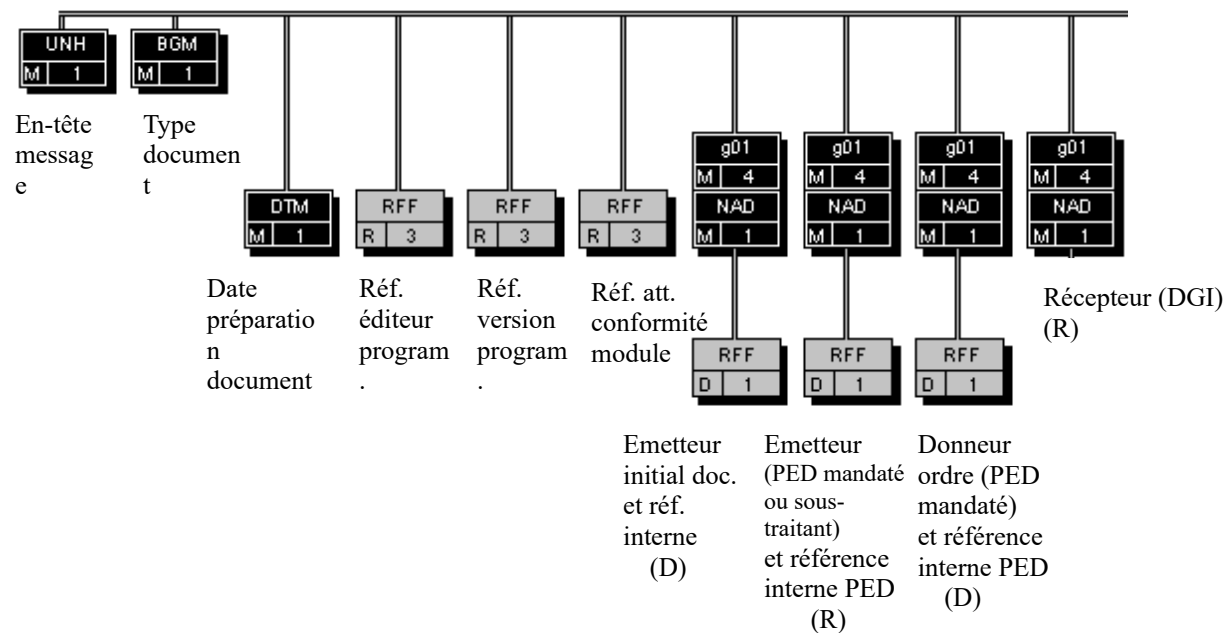 UNH
M 1
BGM
M 1
En-tête
messag
e
Type
documen
t
DTM
M 1
RFF
R 3
RFF
R 3
RFF
R 3
g01
M 4
NAD
M 1
g01
M 4
NAD
M 1
g01
M 4
NAD
M 1
g01
M 4
NAD
M 1
Date
préparatio
n
document
Réf.
éditeur
program
.
Réf.
version
program
.
Réf. att.
conformité
module
Récepteur (DGI)
(R)
RFF
D 1
RFF
D 1
RFF
D 1
Emetteur
initial doc.
et réf.
interne
(D)
Emetteur
(PED mandaté
ou sous-
traitant)
et référence
interne PED
(R)
Donneur
ordre (PED
mandaté)
et référence
interne PED
(D)